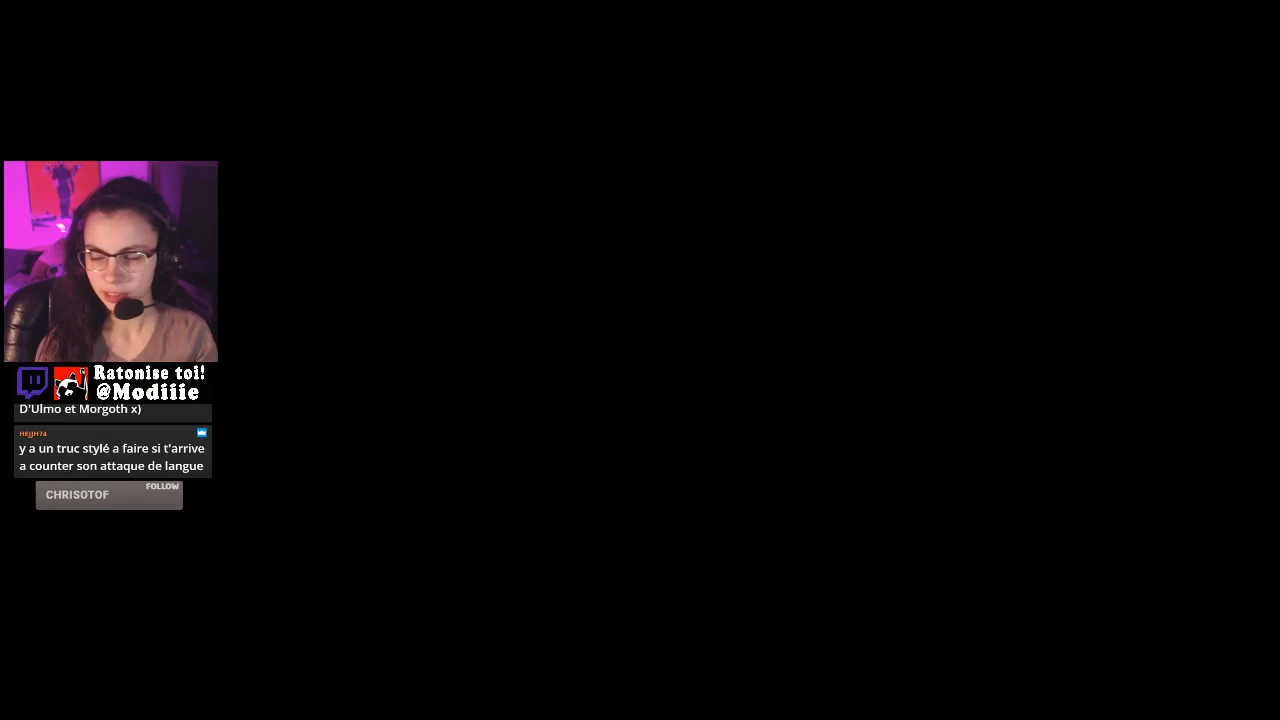 Ratonise toi!
@Modiiie
D'Ulmo et Morgoth x)
HEJJH74
y a un truc stylé a faire si t'arrive
a counter son attaque de langue
FOLLOW
CHRISOTOF